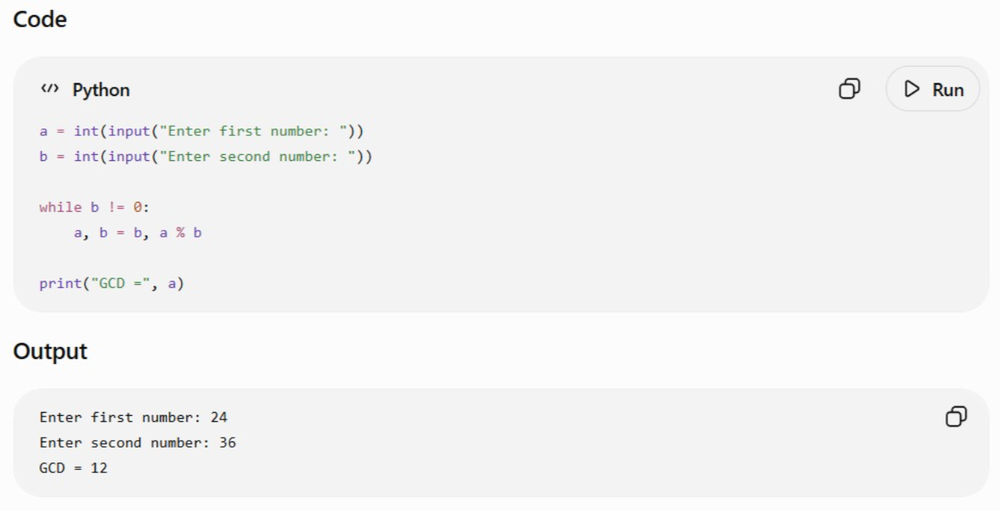 Code
Python
Run
a = int(input("Enter first number: "))
b = int(input("Enter second number: "))
while b != 0:
    a, b = b, a % b
print("GCD =", a)
Output
Enter first number: 24
Enter second number: 36
GCD = 12